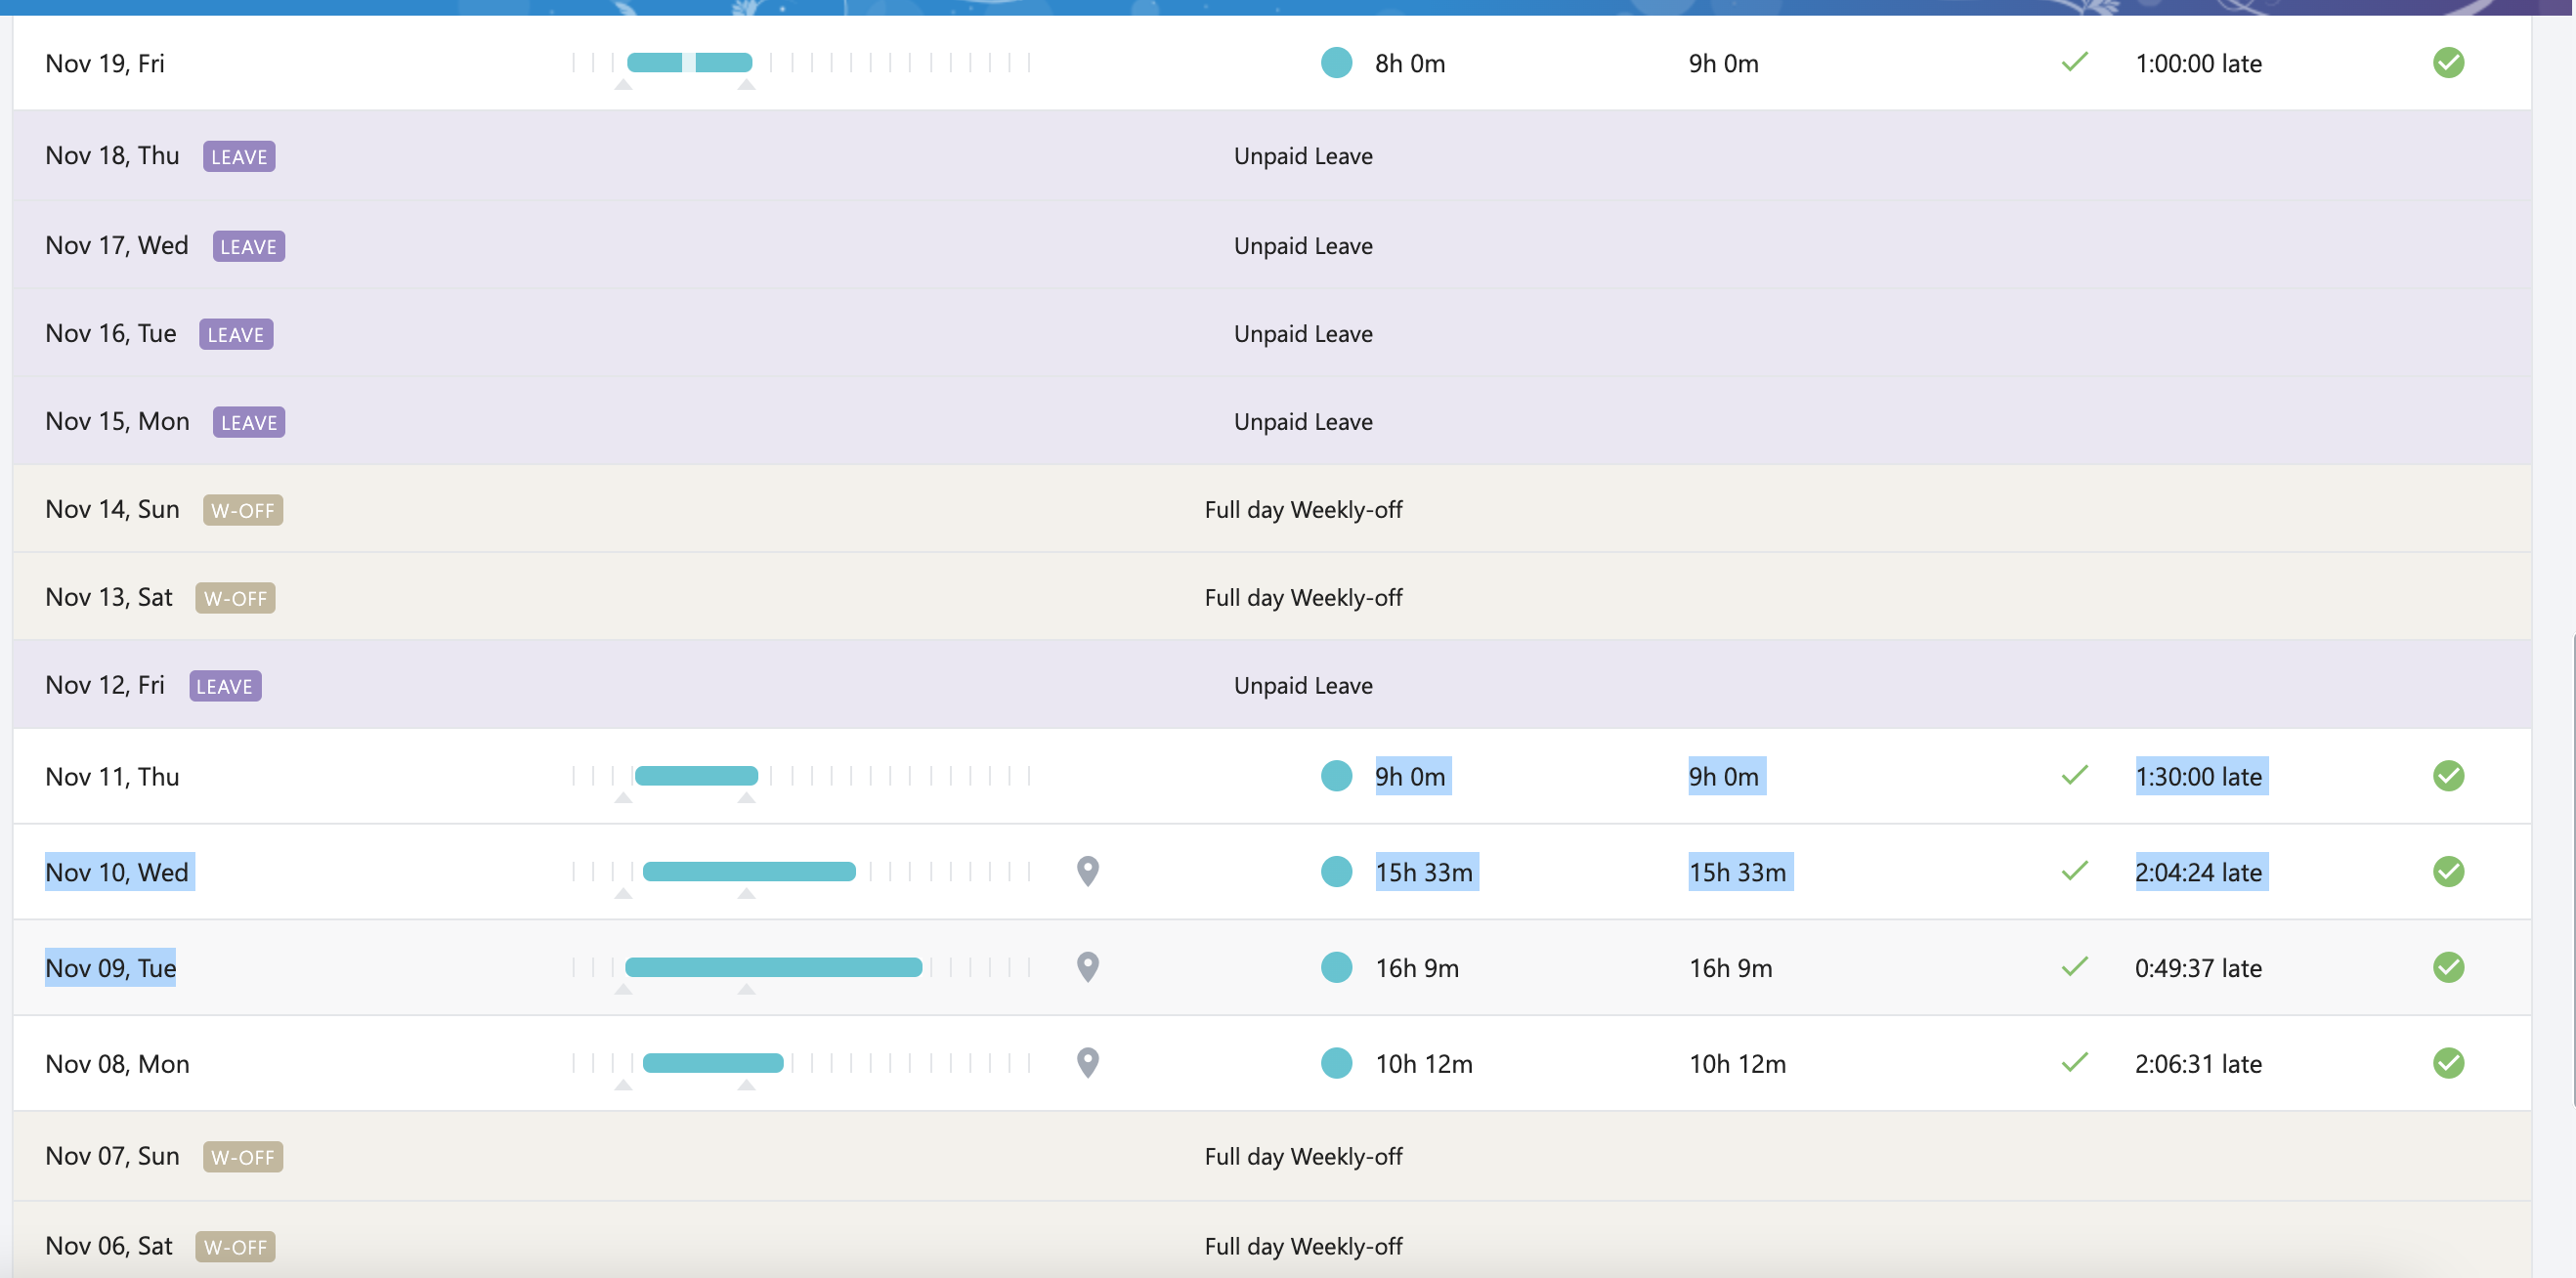 Nov 19, Fri 8h 0m 9h 0m 1:00:00 late
Nov 18, Thu LEAVE Unpaid Leave
Nov 17, Wed LEAVE Unpaid Leave
Nov 16, Tue LEAVE Unpaid Leave
Nov 15, Mon LEAVE Unpaid Leave
Nov 14, Sun W-OFF Full day Weekly-off
Nov 13, Sat W-OFF Full day Weekly-off
Nov 12, Fri LEAVE Unpaid Leave
Nov 11, Thu 9h 0m 9h 0m 1:30:00 late
Nov 10, Wed 15h 33m 15h 33m 2:04:24 late
Nov 09, Tue 16h 9m 16h 9m 0:49:37 late
Nov 08, Mon 10h 12m 10h 12m 2:06:31 late
Nov 07, Sun W-OFF Full day Weekly-off
Nov 06, Sat W-OFF Full day Weekly-off